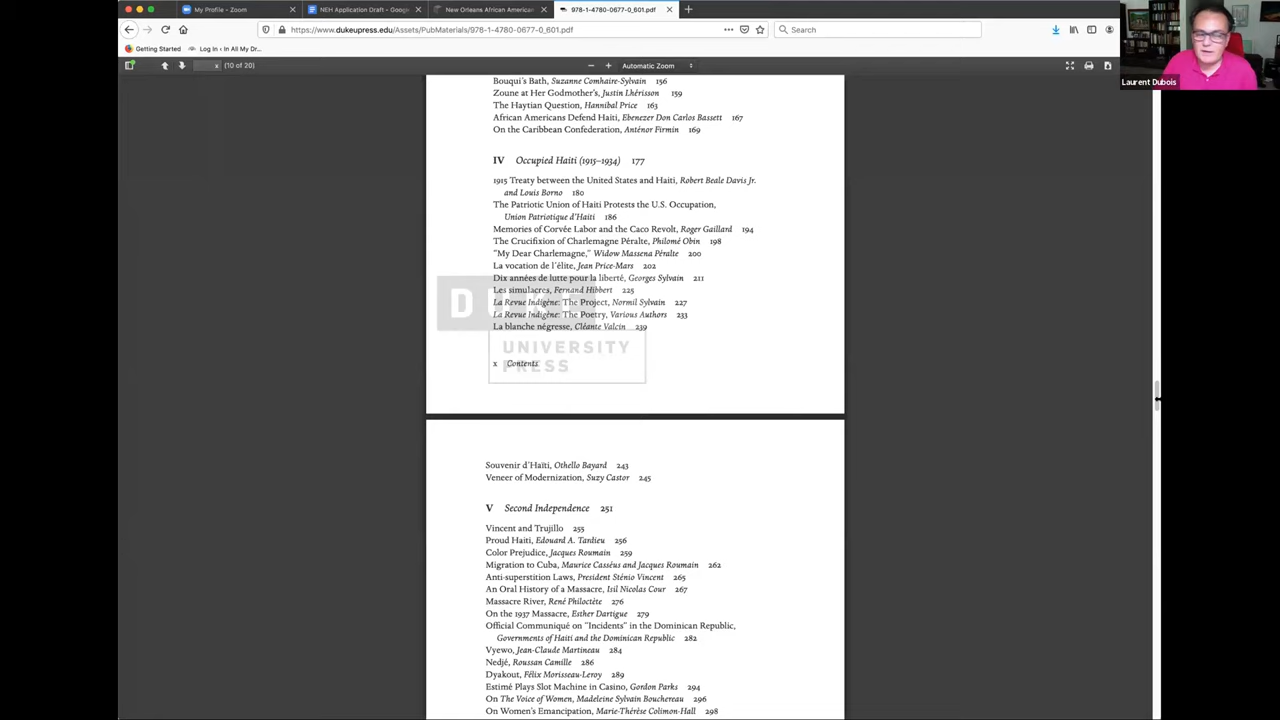 My Profile – Zoom
NEH Application Draft – Google
New Orleans African American
978-1-4780-0677-0_601.pdf
https://www.dukeupress.edu/Assets/PubMaterials/978-1-4780-0677-0_601.pdf
Search
Getting Started
Log In ‹ In All My Dr...
x
(10 of 20)
Automatic Zoom
Laurent Dubois
Bouqui's Bath, Suzanne Comhaire-Sylvain 156
Zoune at Her Godmother's, Justin Lhérisson 159
The Haytian Question, Hannibal Price 163
African Americans Defend Haiti, Ebenezer Don Carlos Bassett 167
On the Caribbean Confederation, Anténor Firmin 169
IV Occupied Haiti (1915–1934) 177
1915 Treaty between the United States and Haiti, Robert Beale Davis Jr.
and Louis Borno 180
The Patriotic Union of Haiti Protests the U.S. Occupation,
Union Patriotique d'Haïti 186
Memories of Corvée Labor and the Caco Revolt, Roger Gaillard 194
The Crucifixion of Charlemagne Péralte, Philomé Obin 198
"My Dear Charlemagne," Widow Massena Péralte 200
La vocation de l'élite, Jean Price-Mars 202
Dix années de lutte pour la liberté, Georges Sylvain 211
Les simulacres, Fernand Hibbert 225
La Revue Indigène: The Project, Normil Sylvain 227
La Revue Indigène: The Poetry, Various Authors 233
La blanche négresse, Cléante Valcin 239
DUKE
UNIVERSITY
PRESS
x Contents
Souvenir d'Haïti, Othello Bayard 243
Veneer of Modernization, Suzy Castor 245
V Second Independence 251
Vincent and Trujillo 255
Proud Haiti, Edouard A. Tardieu 256
Color Prejudice, Jacques Roumain 259
Migration to Cuba, Maurice Casséus and Jacques Roumain 262
Anti-superstition Laws, President Sténio Vincent 265
An Oral History of a Massacre, Isil Nicolas Cour 267
Massacre River, René Philoctète 276
On the 1937 Massacre, Esther Dartigue 279
Official Communiqué on "Incidents" in the Dominican Republic,
Governments of Haiti and the Dominican Republic 282
Vyewo, Jean-Claude Martineau 284
Nedjé, Roussan Camille 286
Dyakout, Félix Morisseau-Leroy 289
Estimé Plays Slot Machine in Casino, Gordon Parks 294
On The Voice of Women, Madeleine Sylvain Bouchereau 296
On Women's Emancipation, Marie-Thérèse Colimon-Hall 298